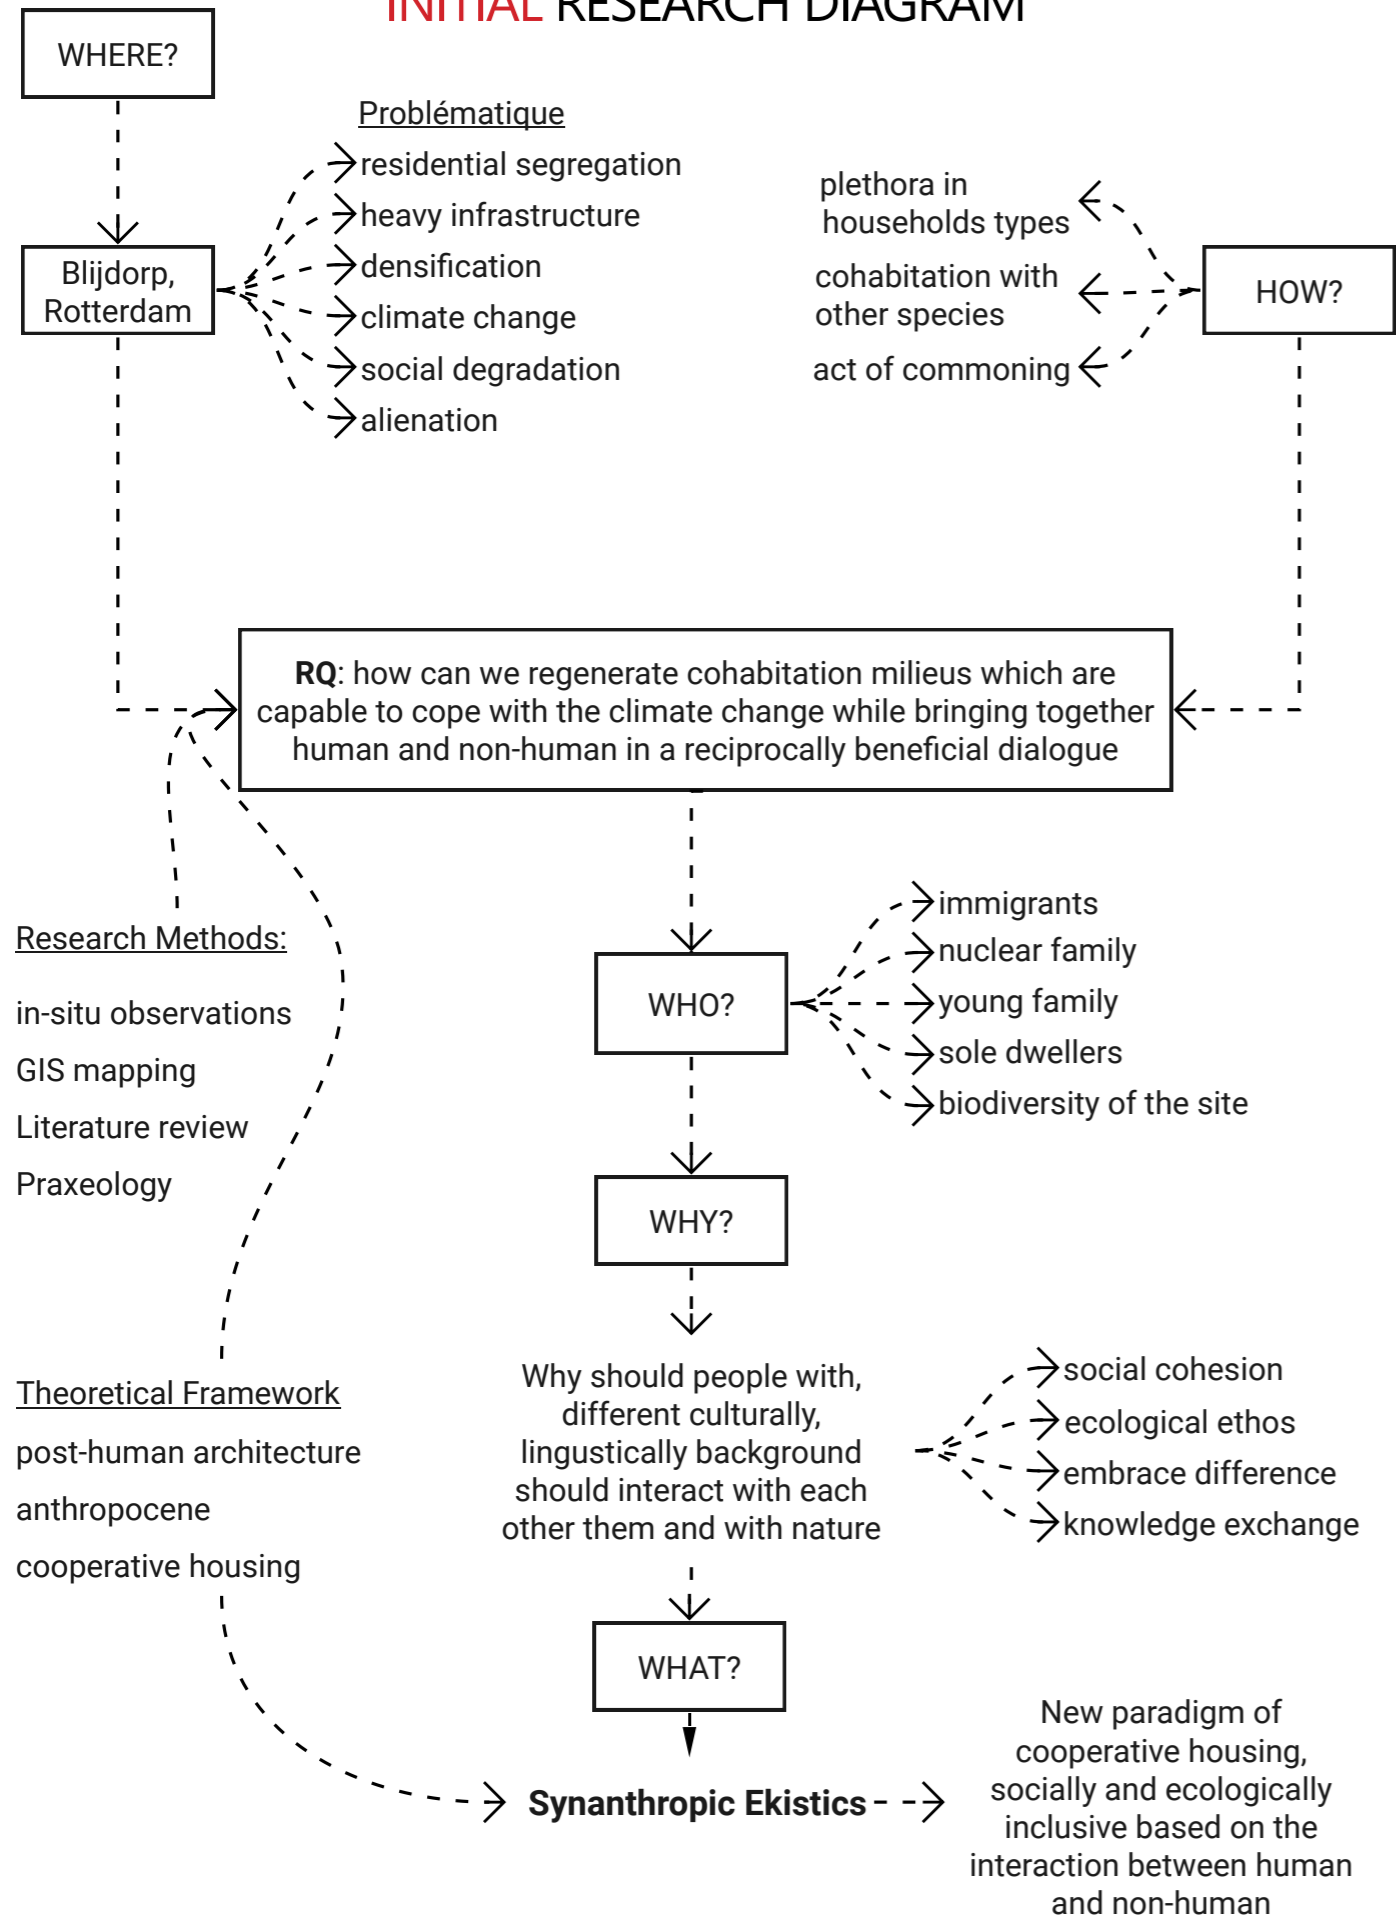 INITIAL RESEARCH DIAGRAM
WHERE?
Blijdorp,
Rotterdam
Problématique
residential segregation
heavy infrastructure
densification
climate change
social degradation
alienation
plethora in
households types
cohabitation with
other species
act of commoning
HOW?
RQ: how can we regenerate cohabitation milieus which are
capable to cope with the climate change while bringing together
human and non-human in a reciprocally beneficial dialogue
Research Methods:
in-situ observations
GIS mapping
Literature review
Praxeology
WHO?
immigrants
nuclear family
young family
sole dwellers
biodiversity of the site
WHY?
Why should people with,
different culturally,
lingustically background
should interact with each
other them and with nature
social cohesion
ecological ethos
embrace difference
knowledge exchange
Theoretical Framework
post-human architecture
anthropocene
cooperative housing
WHAT?
Synanthropic Ekistics
New paradigm of
cooperative housing,
socially and ecologically
inclusive based on the
interaction between human
and non-human